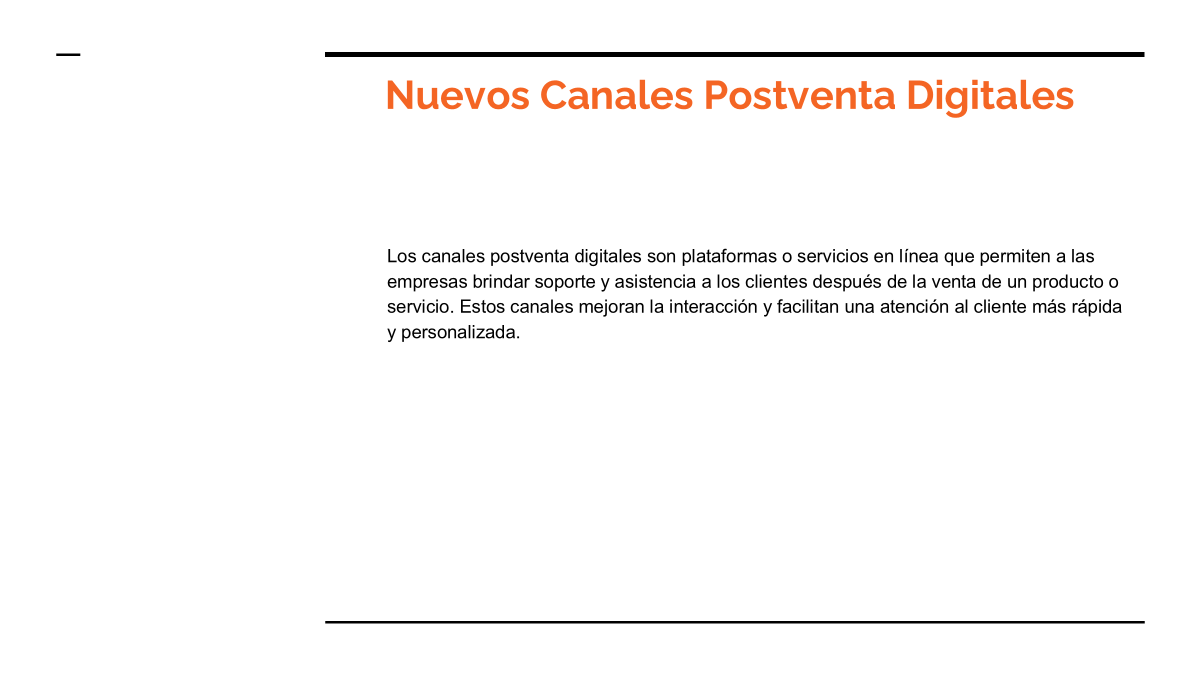 Nuevos Canales Postventa Digitales
Los canales postventa digitales son plataformas o servicios en línea que permiten a las
empresas brindar soporte y asistencia a los clientes después de la venta de un producto o
servicio. Estos canales mejoran la interacción y facilitan una atención al cliente más rápida
y personalizada.